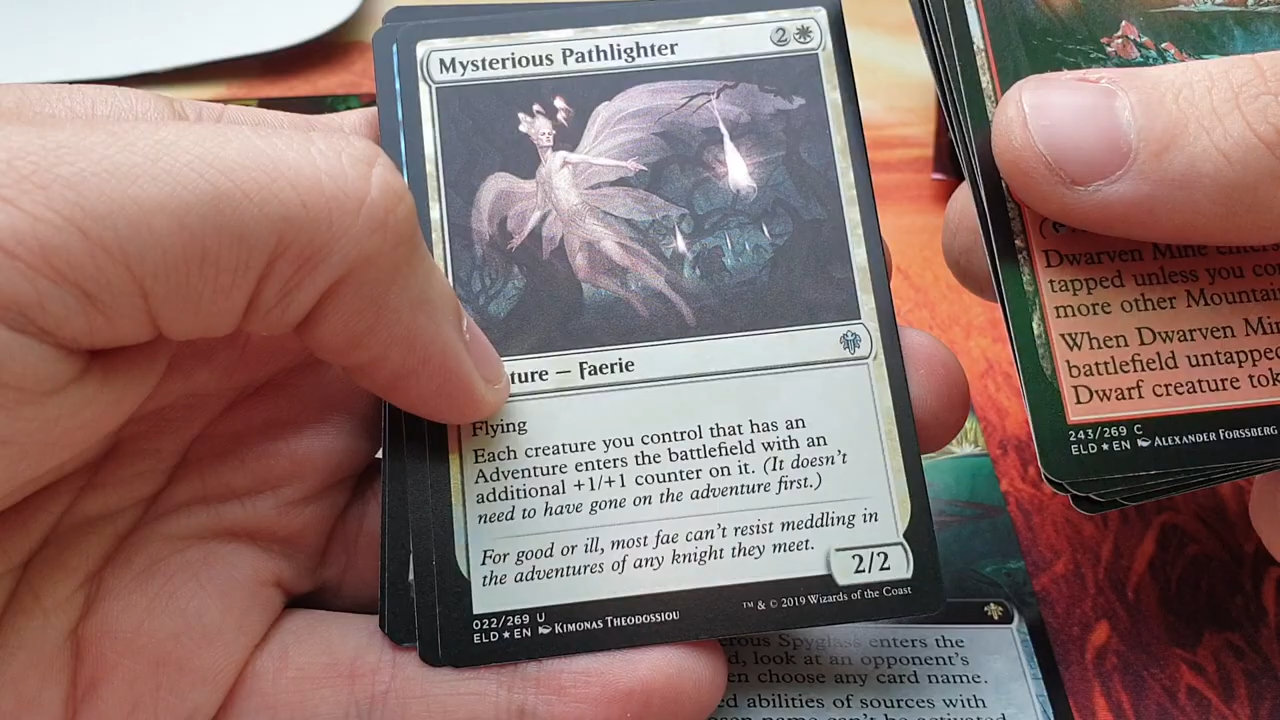 Mysterious Pathlighter
2
ture — Faerie
Flying
Each creature you control that has an
Adventure enters the battlefield with an
additional +1/+1 counter on it. (It doesn't
need to have gone on the adventure first.)
For good or ill, most fae can't resist meddling in
the adventures of any knight they meet.
2/2
022/269 U
ELD ★ EN Kimonas Theodossiou
™ & © 2019 Wizards of the Coast
Dwarven Mine enters
tapped unless you co
more other Mountai
When Dwarven Min
battlefield untapped
Dwarf creature tok
243/269 C
ELD ★ EN Alexander Forssberg
erous Spyglass enters the
d, look at an opponent's
en choose any card name.
ed abilities of sources with